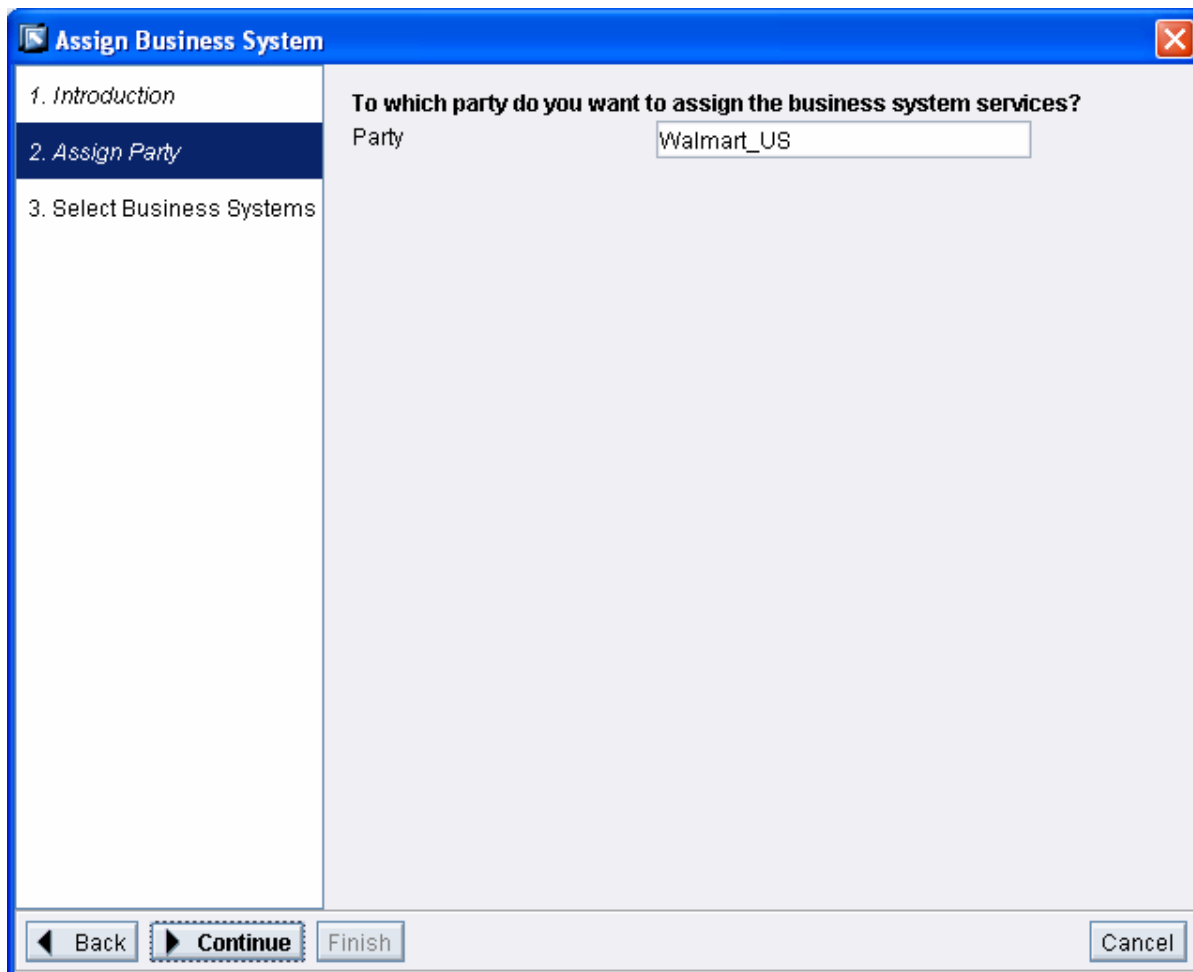 Assign Business System
1. Introduction
2. Assign Party
3. Select Business Systems
To which party do you want to assign the business system services?
Party
Walmart_US
Back
Continue
Finish
Cancel